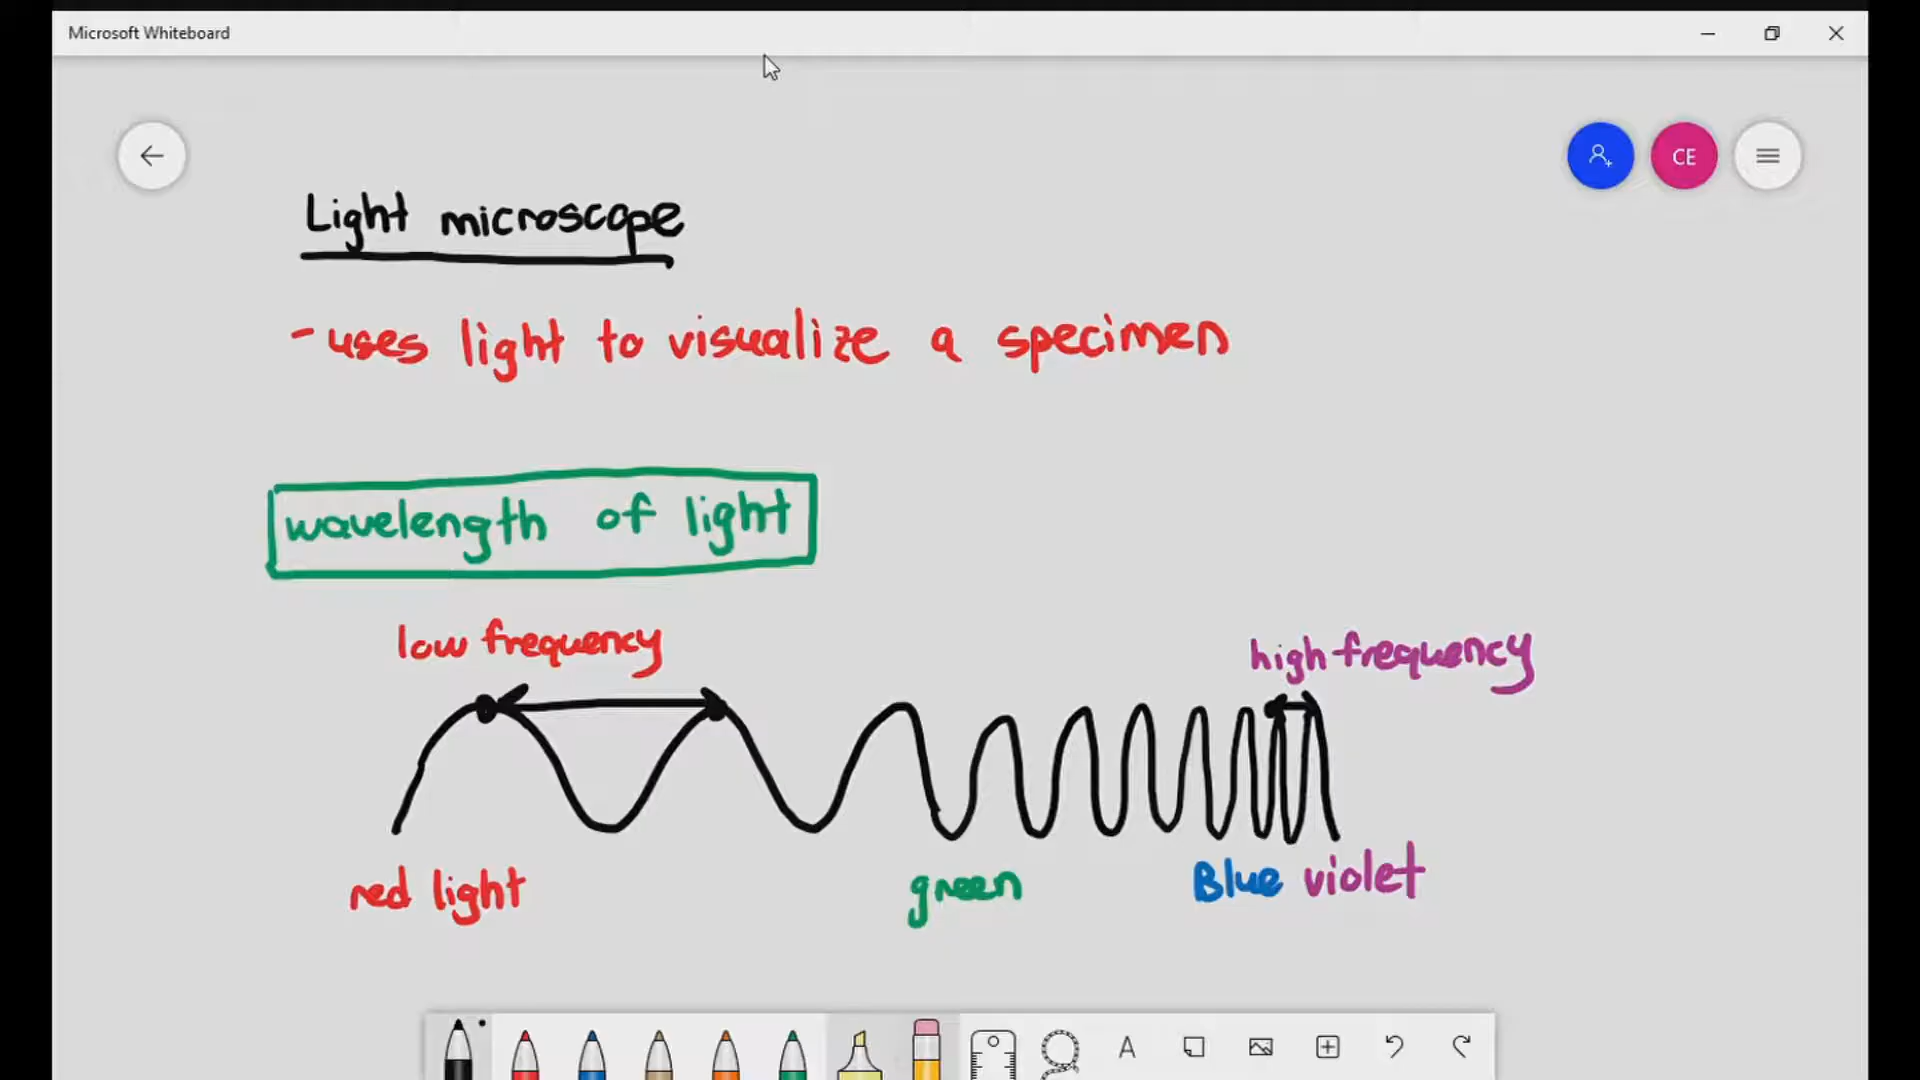 Microsoft Whiteboard
CE
Light microscope
- uses light to visualize a specimen
wavelength of light
low frequency
high frequency
red light
green
Blue violet
A